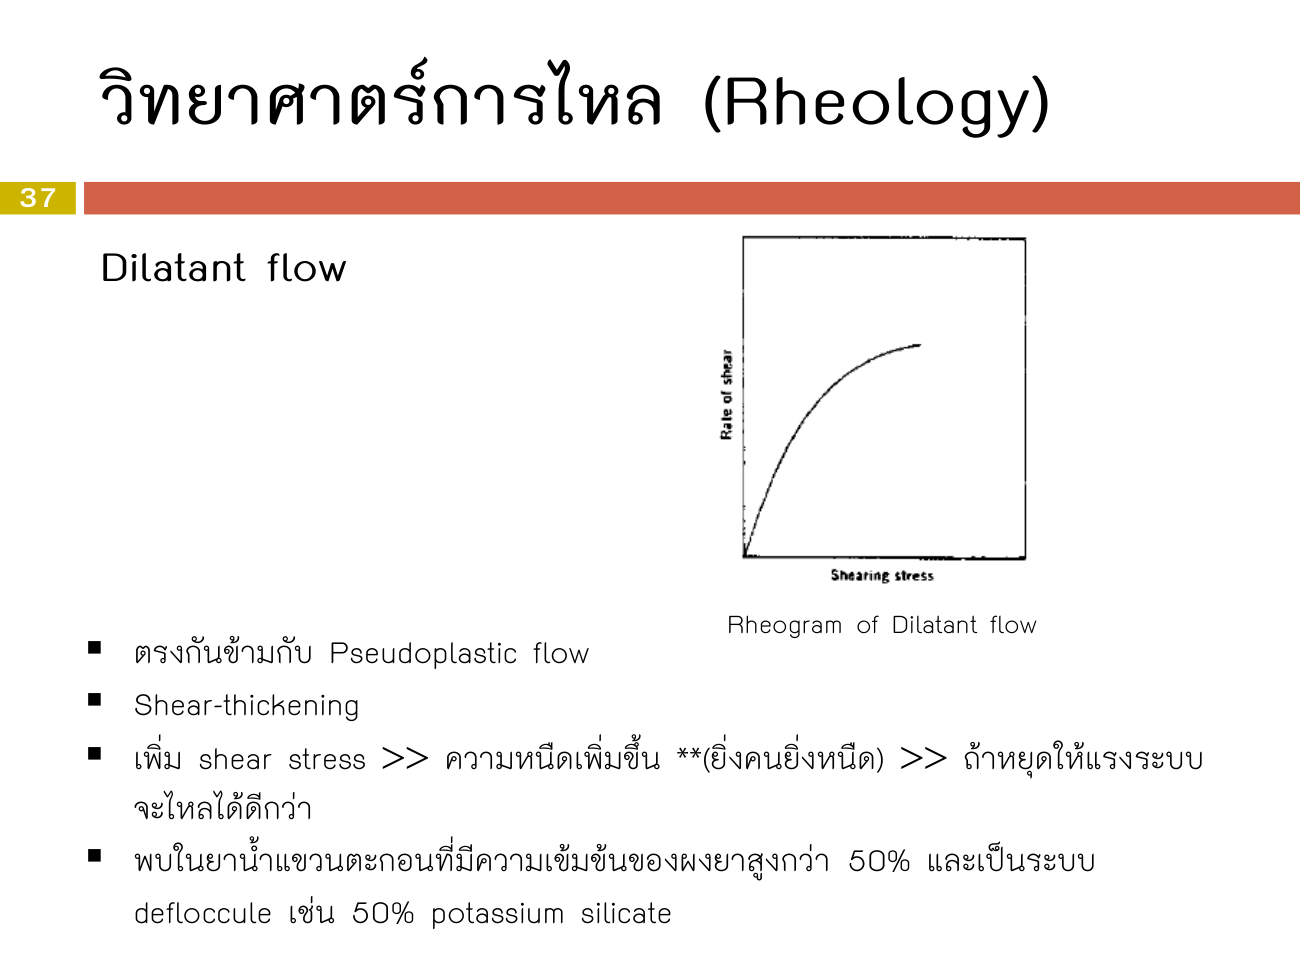 วิทยาศาตร์การไหล (Rheology)
37
Dilatant flow
Rate of shear
Shearing stress
Rheogram of Dilatant flow
▪ ตรงกันข้ามกับ Pseudoplastic flow
▪ Shear-thickening
▪ เพิ่ม shear stress >> ความหนืดเพิ่มขึ้น **(ยิ่งคนยิ่งหนืด) >> ถ้าหยุดให้แรงระบบ
จะไหลได้ดีกว่า
▪ พบในยาน้ำแขวนตะกอนที่มีความเข้มข้นของผงยาสูงกว่า 50% และเป็นระบบ
defloccule เช่น 50% potassium silicate